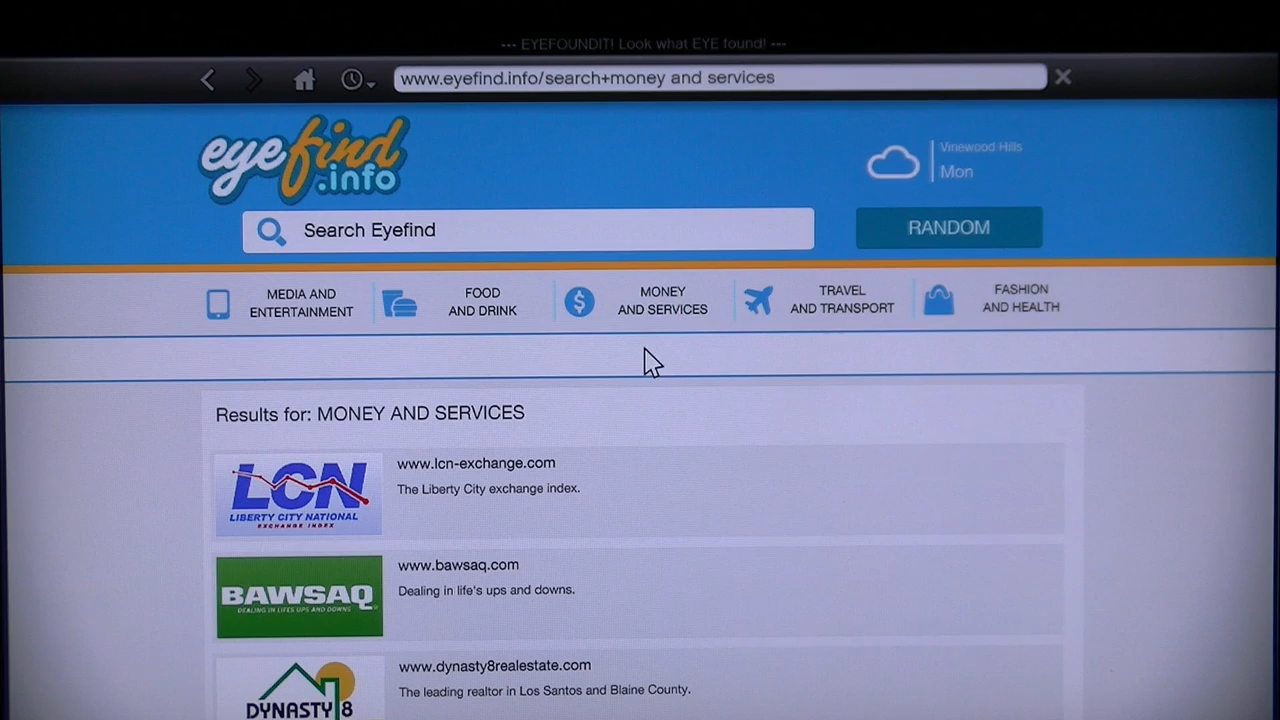 --- EYEFOUNDIT! Look what EYE found! ---
www.eyefind.info/search+money and services
eyefind
.info
Vinewood Hills
Mon
Search Eyefind
RANDOM
MEDIA AND
ENTERTAINMENT
FOOD
AND DRINK
MONEY
AND SERVICES
TRAVEL
AND TRANSPORT
FASHION
AND HEALTH
Results for: MONEY AND SERVICES
LCN
LIBERTY CITY NATIONAL
EXCHANGE INDEX
www.lcn-exchange.com
The Liberty City exchange index.
BAWSAQ
DEALING IN LIFES UPS AND DOWNS
www.bawsaq.com
Dealing in life's ups and downs.
DYNASTY 8
www.dynasty8realestate.com
The leading realtor in Los Santos and Blaine County.